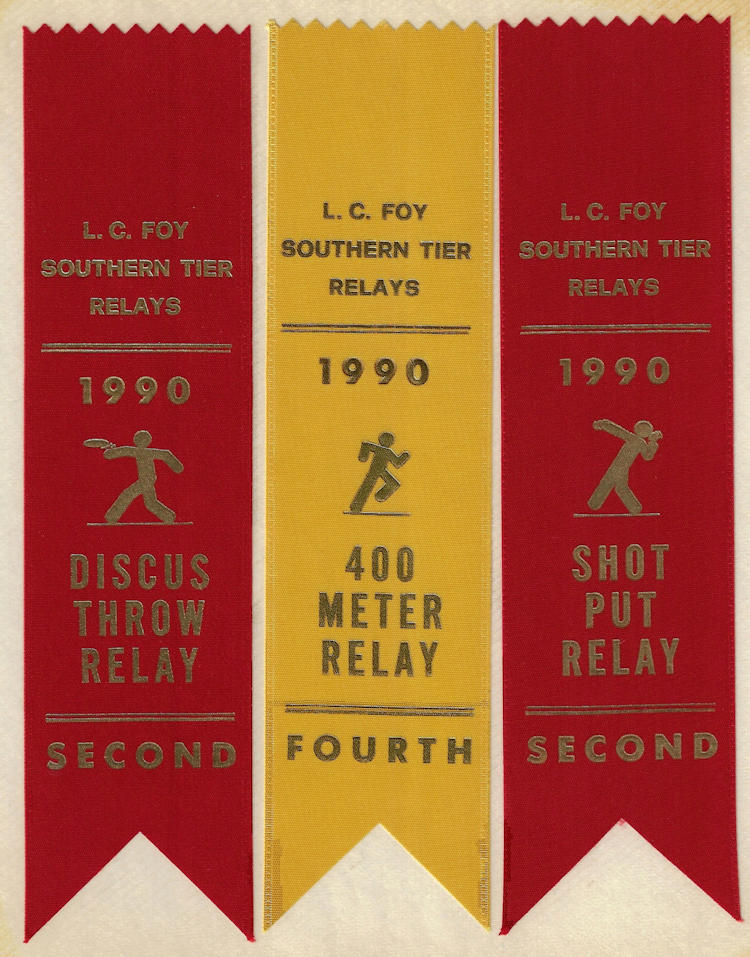 L. C. FOY
SOUTHERN TIER
RELAYS
1990
DISCUS
THROW
RELAY
SECOND
L. C. FOY
SOUTHERN TIER
RELAYS
1990
400
METER
RELAY
FOURTH
L. C. FOY
SOUTHERN TIER
RELAYS
1990
SHOT
PUT
RELAY
SECOND